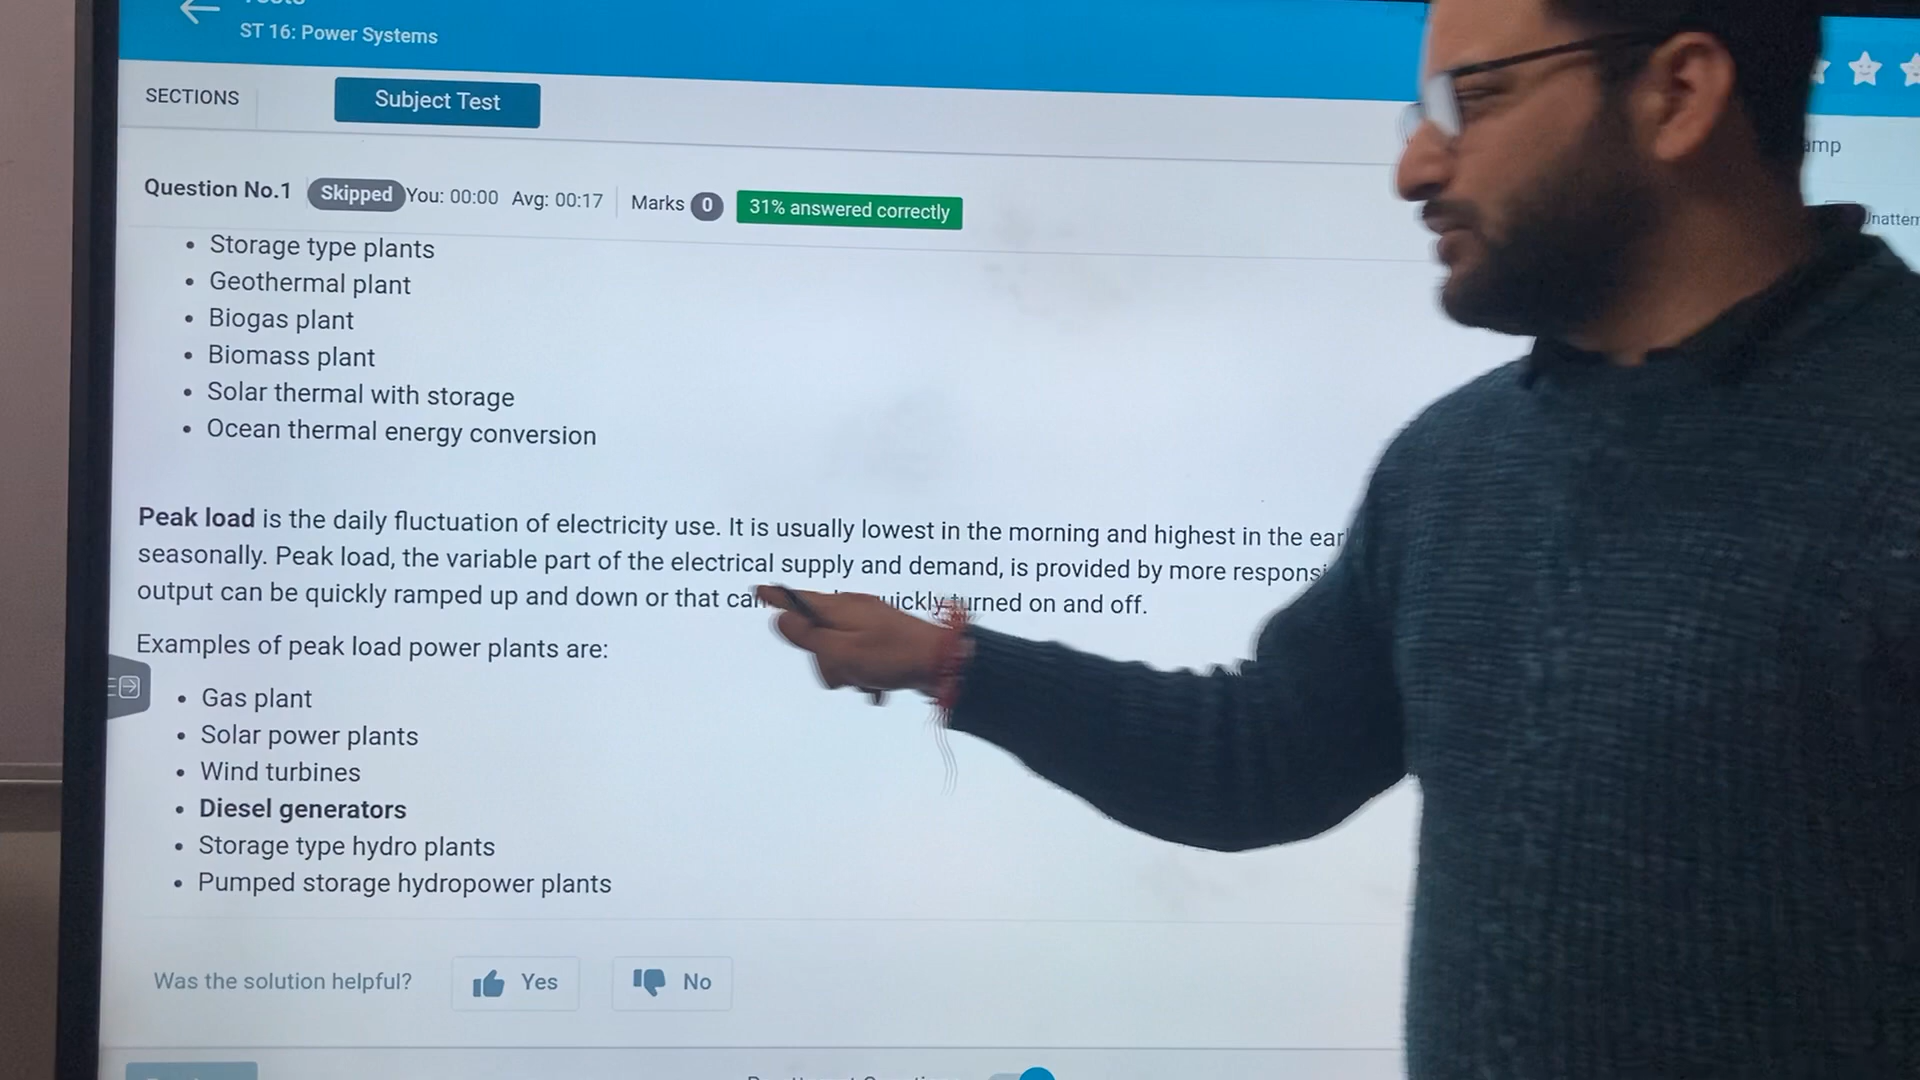 ST 16: Power Systems
SECTIONS
Subject Test
Question No.1 Skipped You: 00:00 Avg: 00:17 Marks 0 31% answered correctly
• Storage type plants
• Geothermal plant
• Biogas plant
• Biomass plant
• Solar thermal with storage
• Ocean thermal energy conversion
Peak load is the daily fluctuation of electricity use. It is usually lowest in the morning and highest in the
seasonally. Peak load, the variable part of the electrical supply and demand, is provided by more
output can be quickly ramped up and down or that turned on and off.
Examples of peak load power plants are:
• Gas plant
• Solar power plants
• Wind turbines
• Diesel generators
• Storage type hydro plants
• Pumped storage hydropower plants
Was the solution helpful? Yes No